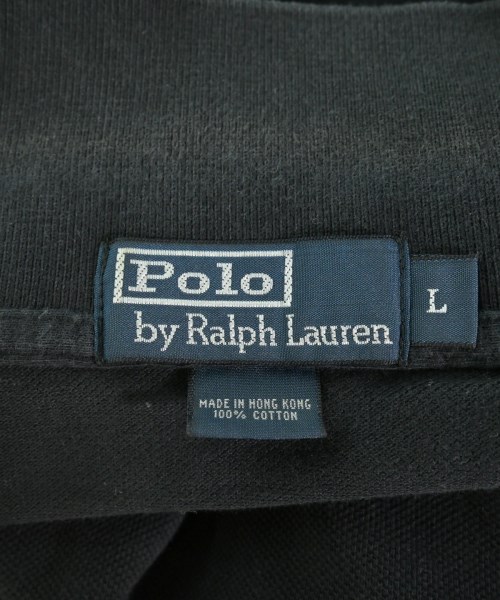 Polo
by Ralph Lauren
L
MADE IN HONG KONG
100% COTTON